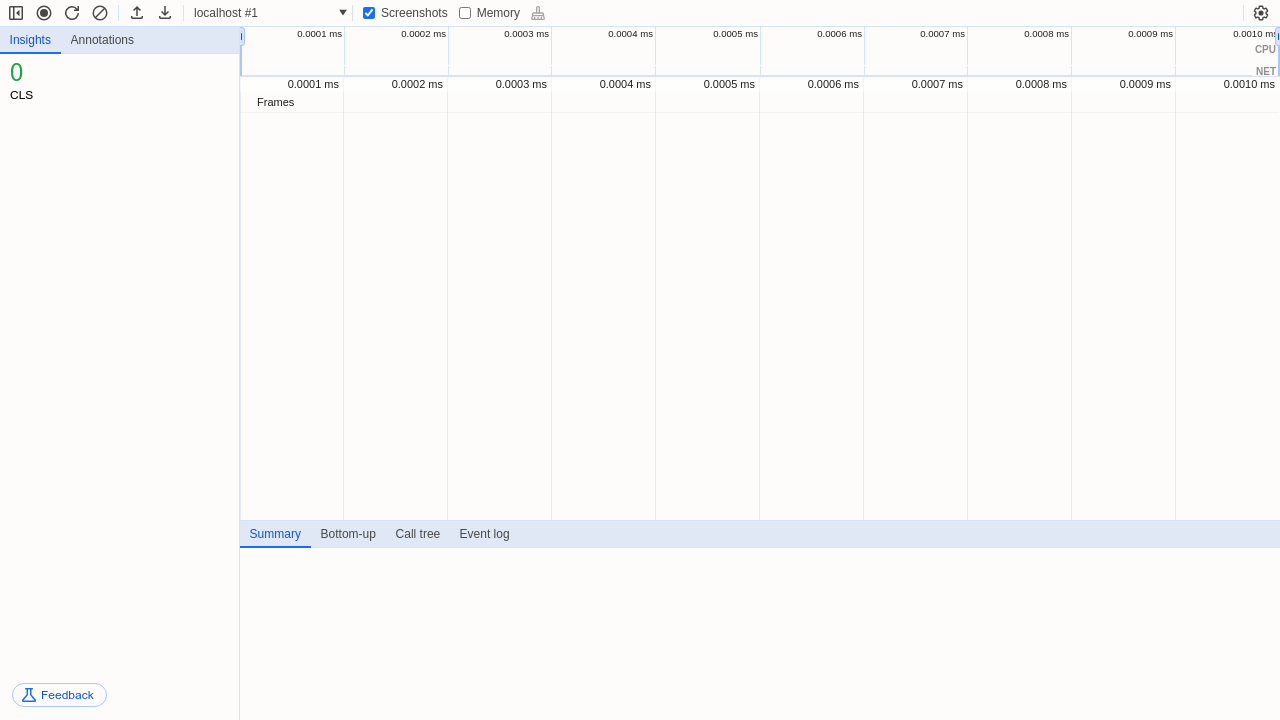 localhost #1 Screenshots Memory
Insights Annotations
0
CLS
0.0001 ms 0.0002 ms 0.0003 ms 0.0004 ms 0.0005 ms 0.0006 ms 0.0007 ms 0.0008 ms 0.0009 ms 0.0010 ms
CPU
NET
0.0001 ms 0.0002 ms 0.0003 ms 0.0004 ms 0.0005 ms 0.0006 ms 0.0007 ms 0.0008 ms 0.0009 ms 0.0010 ms
Frames
Summary Bottom-up Call tree Event log
Feedback